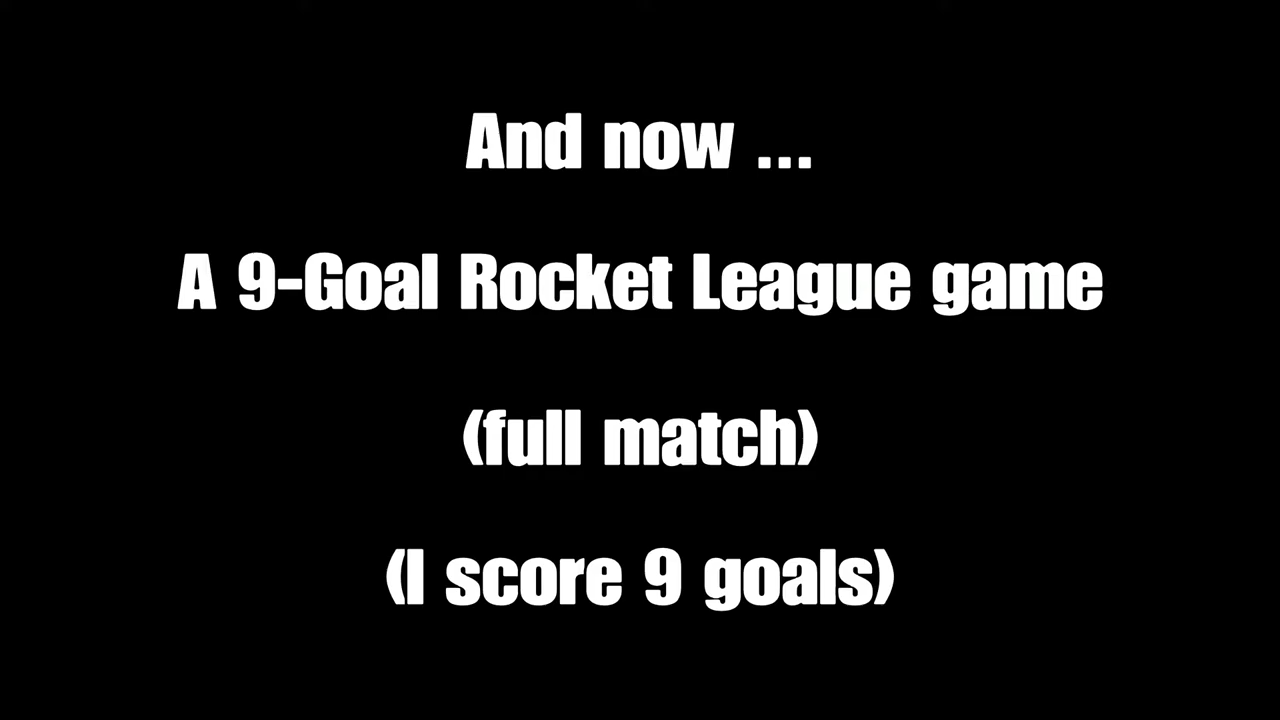 And now ...
A 9-Goal Rocket League game
(full match)
(I score 9 goals)